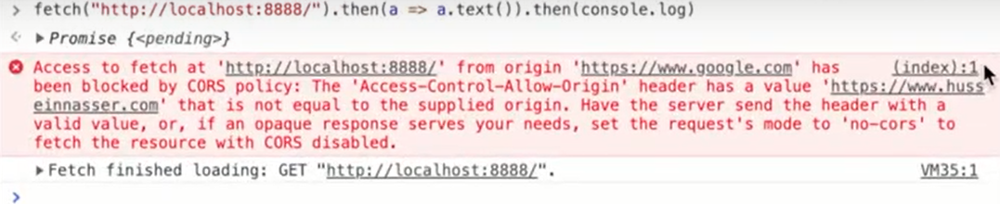 > fetch("http://localhost:8888/").then(a => a.text()).then(console.log)
<· ▶Promise {<pending>}
Access to fetch at 'http://localhost:8888/' from origin 'https://www.google.com' has (index):1
been blocked by CORS policy: The 'Access-Control-Allow-Origin' header has a value 'https://www.huss
einnasser.com' that is not equal to the supplied origin. Have the server send the header with a
valid value, or, if an opaque response serves your needs, set the request's mode to 'no-cors' to
fetch the resource with CORS disabled.
▶Fetch finished loading: GET "http://localhost:8888/". VM35:1
>